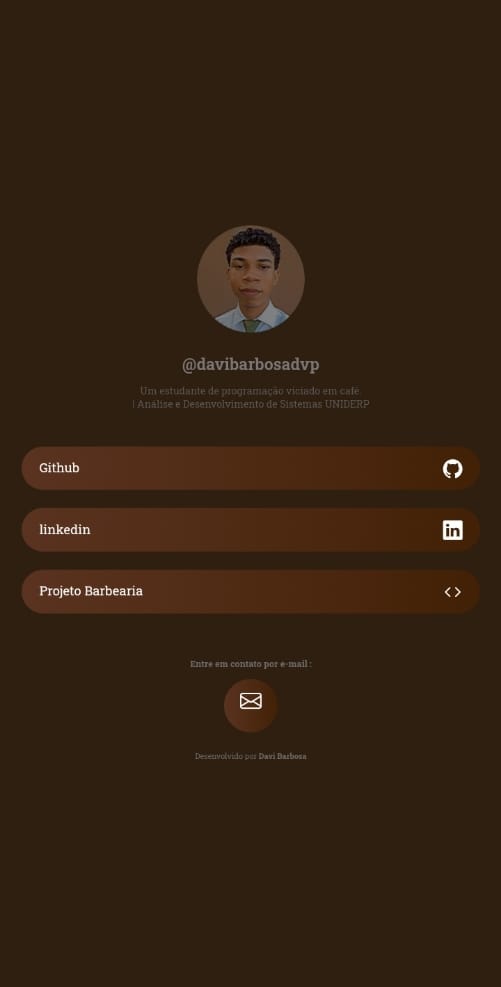 @davibarbosadvp
Um estudante de programação viciado em café.
| Análise e Desenvolvimento de Sistemas UNIDERP
Github
linkedin
Projeto Barbearia
Entre em contato por e-mail :
Desenvolvido por Davi Barbosa